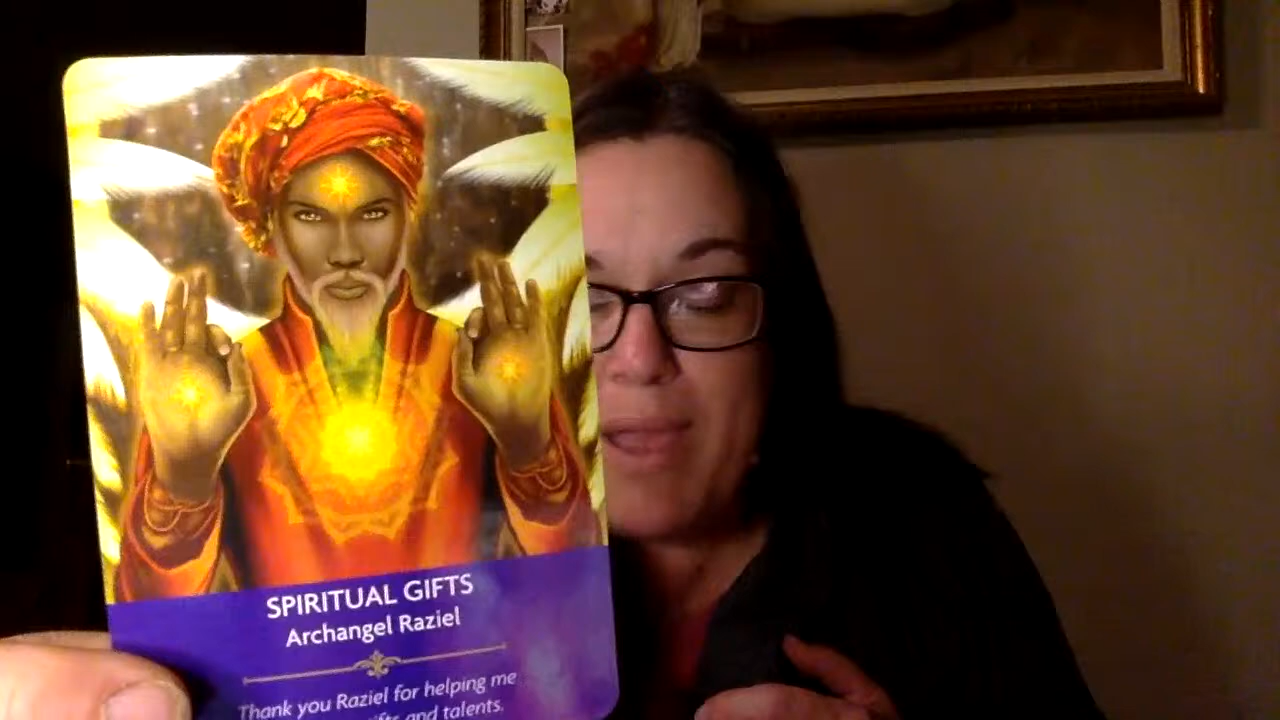 SPIRITUAL GIFTS
Archangel Raziel
Thank you Raziel for helping me
gifts and talents.